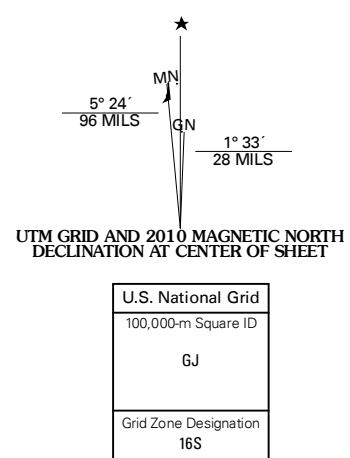 ★
MN
5° 24´
96 MILS
GN
1° 33´
28 MILS
UTM GRID AND 2010 MAGNETIC NORTH
DECLINATION AT CENTER OF SHEET
U.S. National Grid
100,000-m Square ID
GJ
Grid Zone Designation
16S